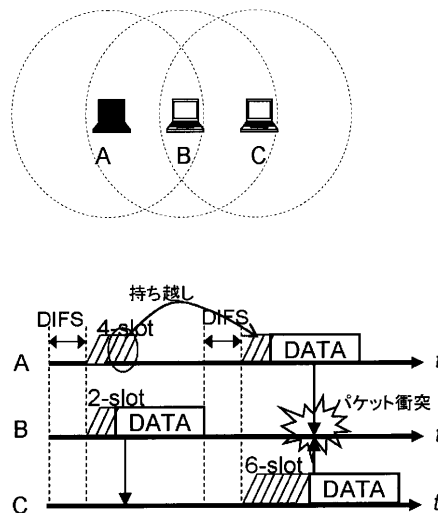 A B C
持ち越し
DIFS 4-slot DIFS
A DATA t
2-slot パケット衝突
B DATA t
6-slot
C DATA t